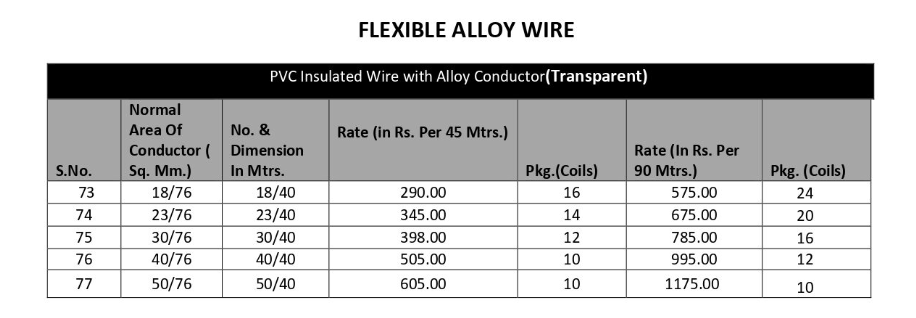 FLEXIBLE ALLOY WIRE
PVC Insulated Wire with Alloy Conductor(Transparent)
S.No. Normal Area Of Conductor ( Sq. Mm.) No. & Dimension In Mtrs. Rate (in Rs. Per 45 Mtrs.) Pkg.(Coils) Rate (In Rs. Per 90 Mtrs.) Pkg. (Coils)
73 18/76 18/40 290.00 16 575.00 24
74 23/76 23/40 345.00 14 675.00 20
75 30/76 30/40 398.00 12 785.00 16
76 40/76 40/40 505.00 10 995.00 12
77 50/76 50/40 605.00 10 1175.00 10